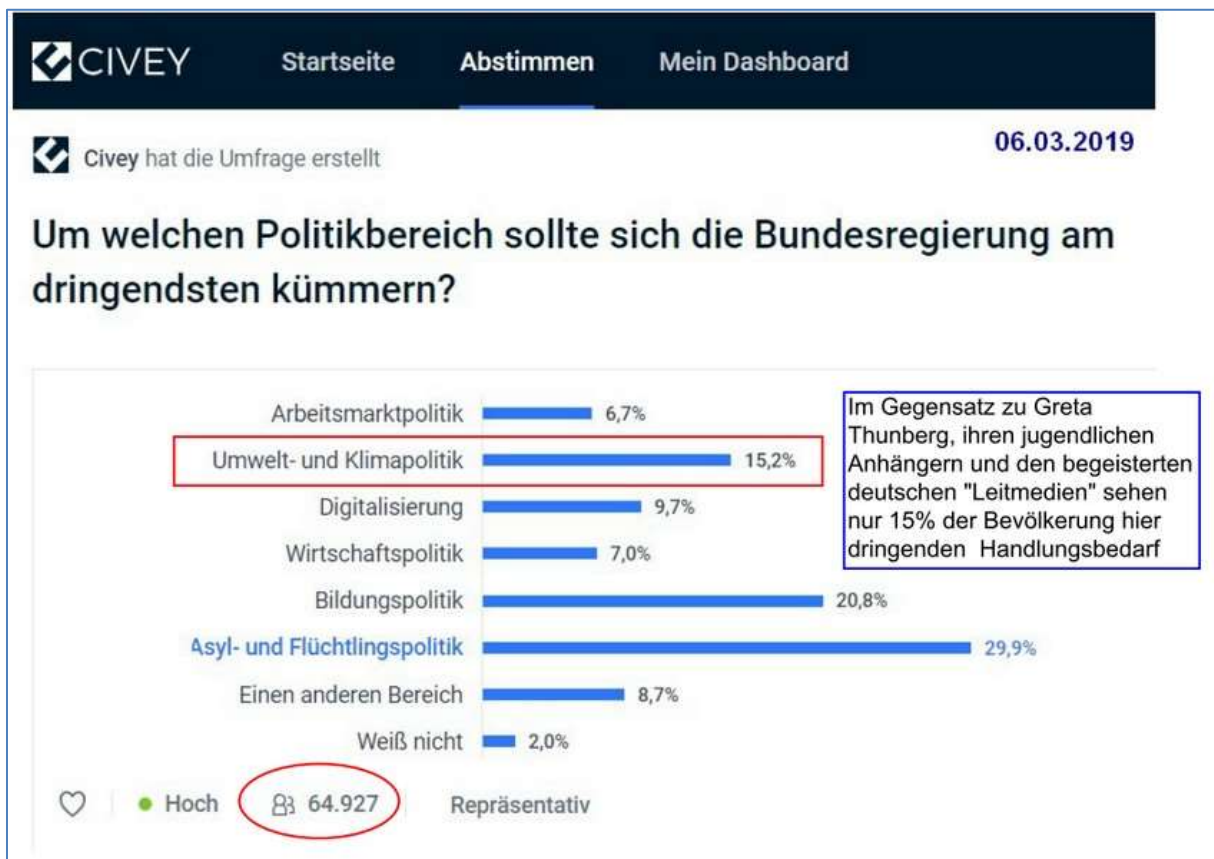 CIVEY Startseite Abstimmen Mein Dashboard
Civey hat die Umfrage erstellt
06.03.2019
Um welchen Politikbereich sollte sich die Bundesregierung am
dringendsten kümmern?
Arbeitsmarktpolitik 6,7%
Umwelt- und Klimapolitik 15,2%
Digitalisierung 9,7%
Wirtschaftspolitik 7,0%
Bildungspolitik 20,8%
Asyl- und Flüchtlingspolitik 29,9%
Einen anderen Bereich 8,7%
Weiß nicht 2,0%
Im Gegensatz zu Greta
Thunberg, ihren jugendlichen
Anhängern und den begeisterten
deutschen "Leitmedien" sehen
nur 15% der Bevölkerung hier
dringenden Handlungsbedarf
Hoch 64.927 Repräsentativ